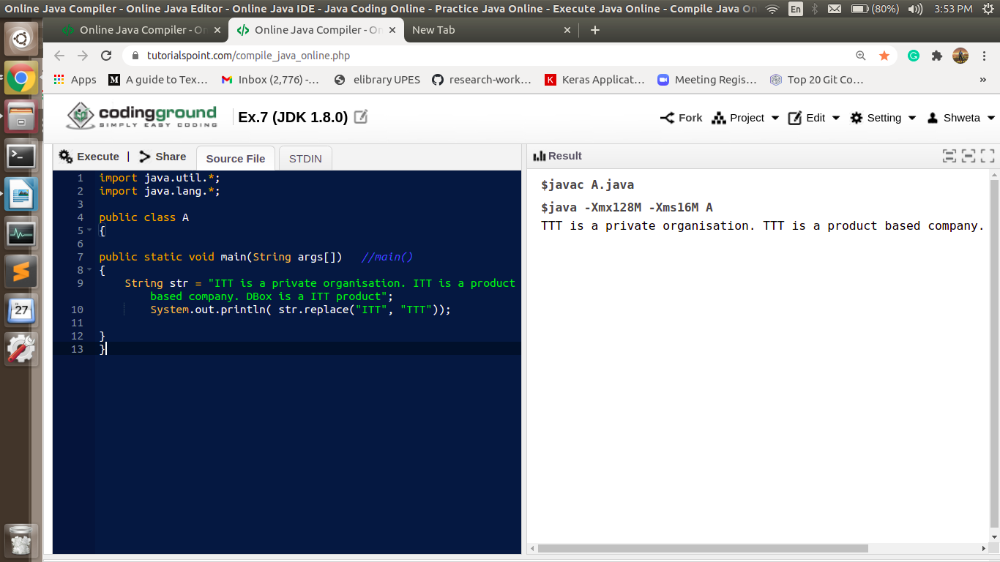 Online Java Compiler - Online Java Editor - Online Java IDE - Java Coding Online - Practice Java Online - Execute Java Online - Compile Java On
En
(80%)
3:53 PM
Online Java Compiler - On
Online Java Compiler - On
New Tab
tutorialspoint.com/compile_java_online.php
Apps
A guide to Tex…
Inbox (2,776) -…
elibrary UPES
research-work…
Keras Applicat…
Meeting Regis…
Top 20 Git Co…
»
codingground
SIMPLY EASY CODING
Ex.7 (JDK 1.8.0)
Fork
Project
Edit
Setting
Shweta
Execute | Share
Source File
STDIN
Result
1 import java.util.*;
2 import java.lang.*;
3
4 public class A
5 {
6
7 public static void main(String args[])   //main()
8 {
9     String str = "ITT is a private organisation. ITT is a product
based company. DBox is a ITT product";
10         System.out.println( str.replace("ITT", "TTT"));
11
12 }
13 }
$javac A.java
$java -Xmx128M -Xms16M A
TTT is a private organisation. TTT is a product based company.
27